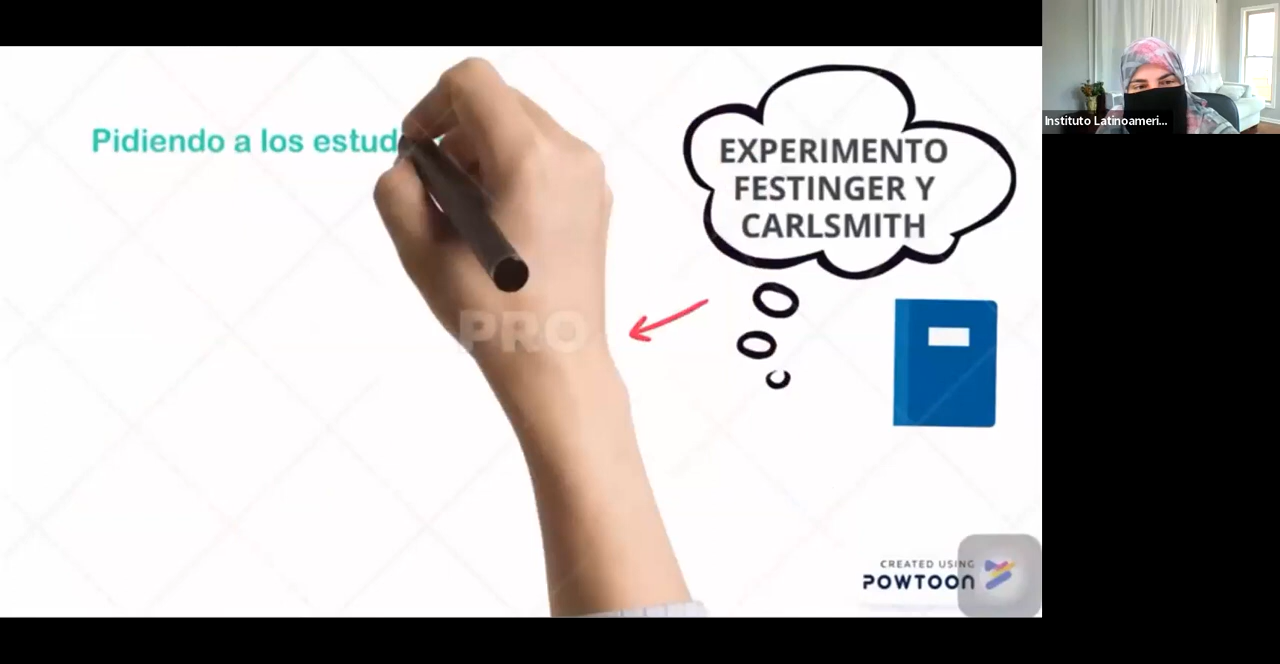 Pidiendo a los estud
EXPERIMENTO
FESTINGER Y
CARLSMITH
PRO
CREATED USING
POWTOON
Instituto Latinoameri...